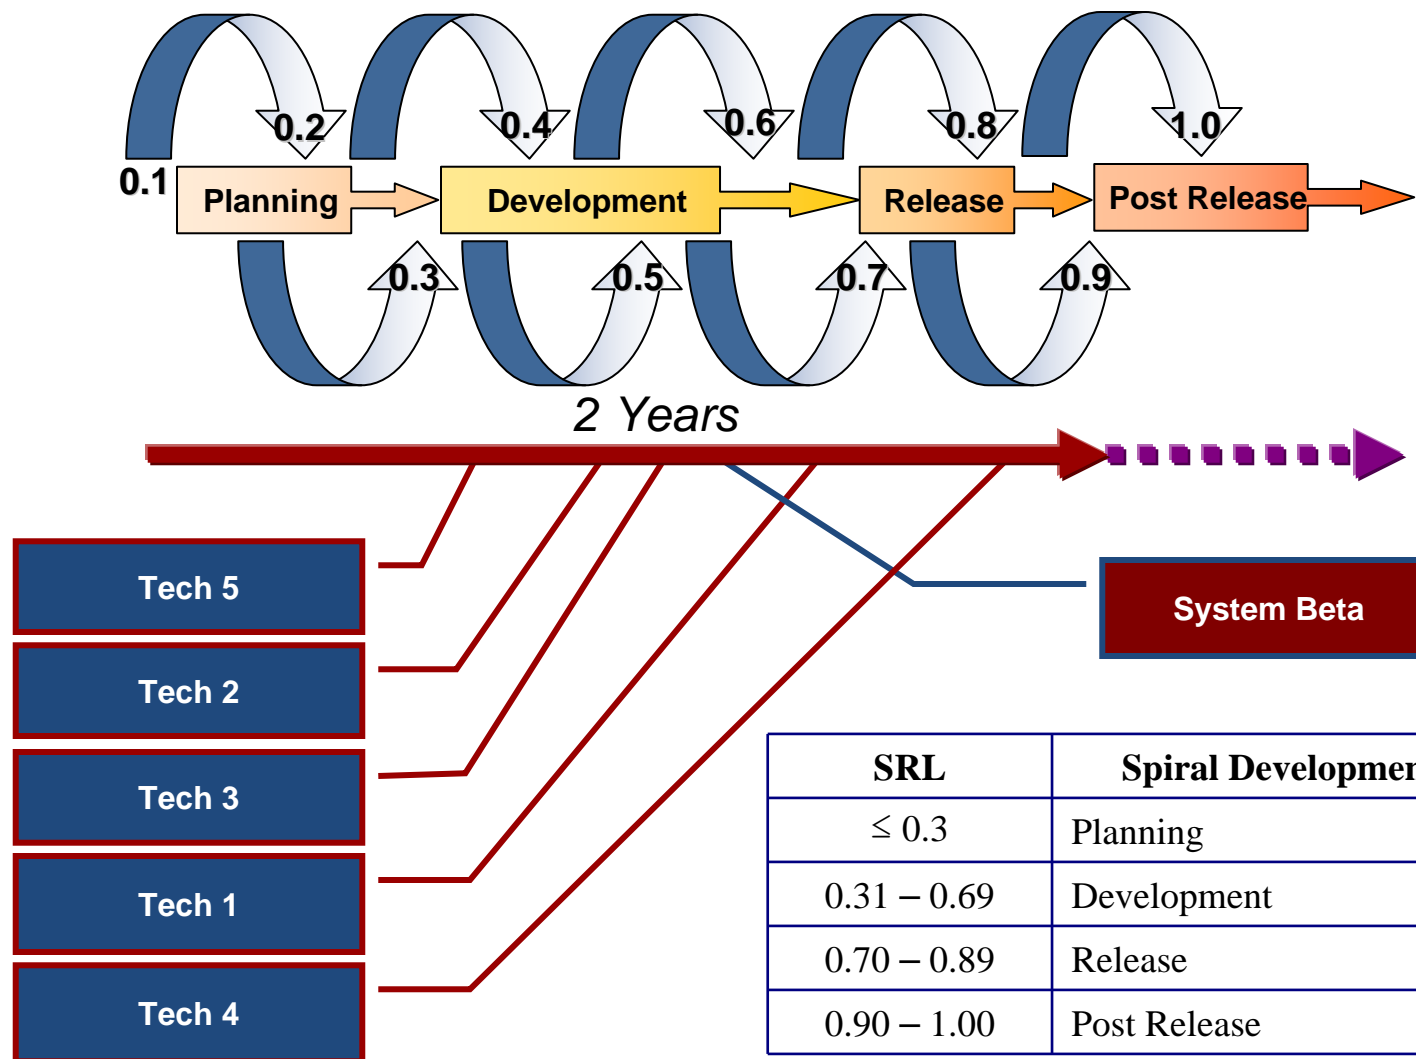 0.2
0.4
0.6
0.8
1.0
0.1
Planning
Development
Release
Post Release
0.3
0.5
0.7
0.9
2 Years
Tech 5
System Beta
Tech 2
Tech 3
Tech 1
Tech 4
SRL
Spiral
≤ 0.3
Planning
0.31 – 0.69
Development
0.70 – 0.89
Release
0.90 – 1.00
Post Release